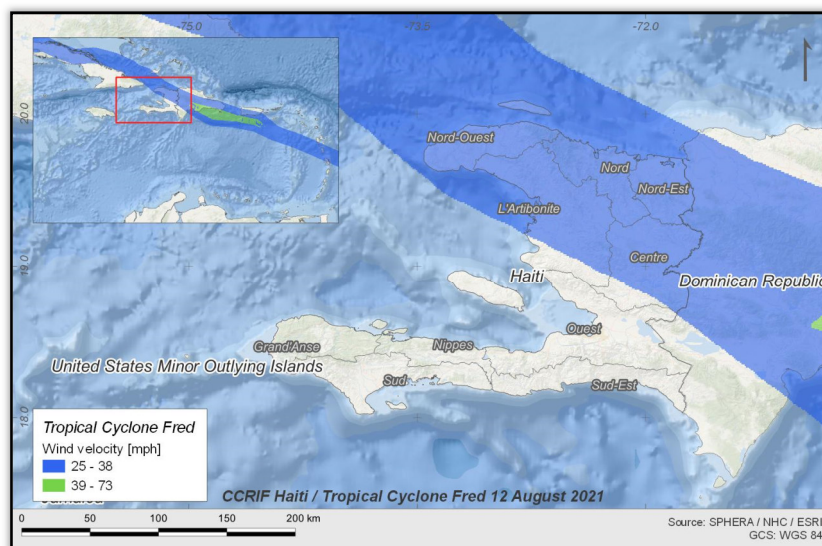 -75.0
-73.5
-72.0
20.0
Nord-Ouest
Nord
Nord-Est
L'Artibonite
19.0
Centre
Haiti
Dominican Republic
Ouest
Grand'Anse
Nippes
United States Minor Outlying Islands
Sud
Sud-Est
18.0
Tropical Cyclone Fred
Wind velocity [mph]
25 - 38
39 - 73
Jamaica
CCRIF Haiti / Tropical Cyclone Fred 12 August 2021
0 50 100 150 200 km
Source: SPHERA / NHC / ESRI
GCS: WGS 84